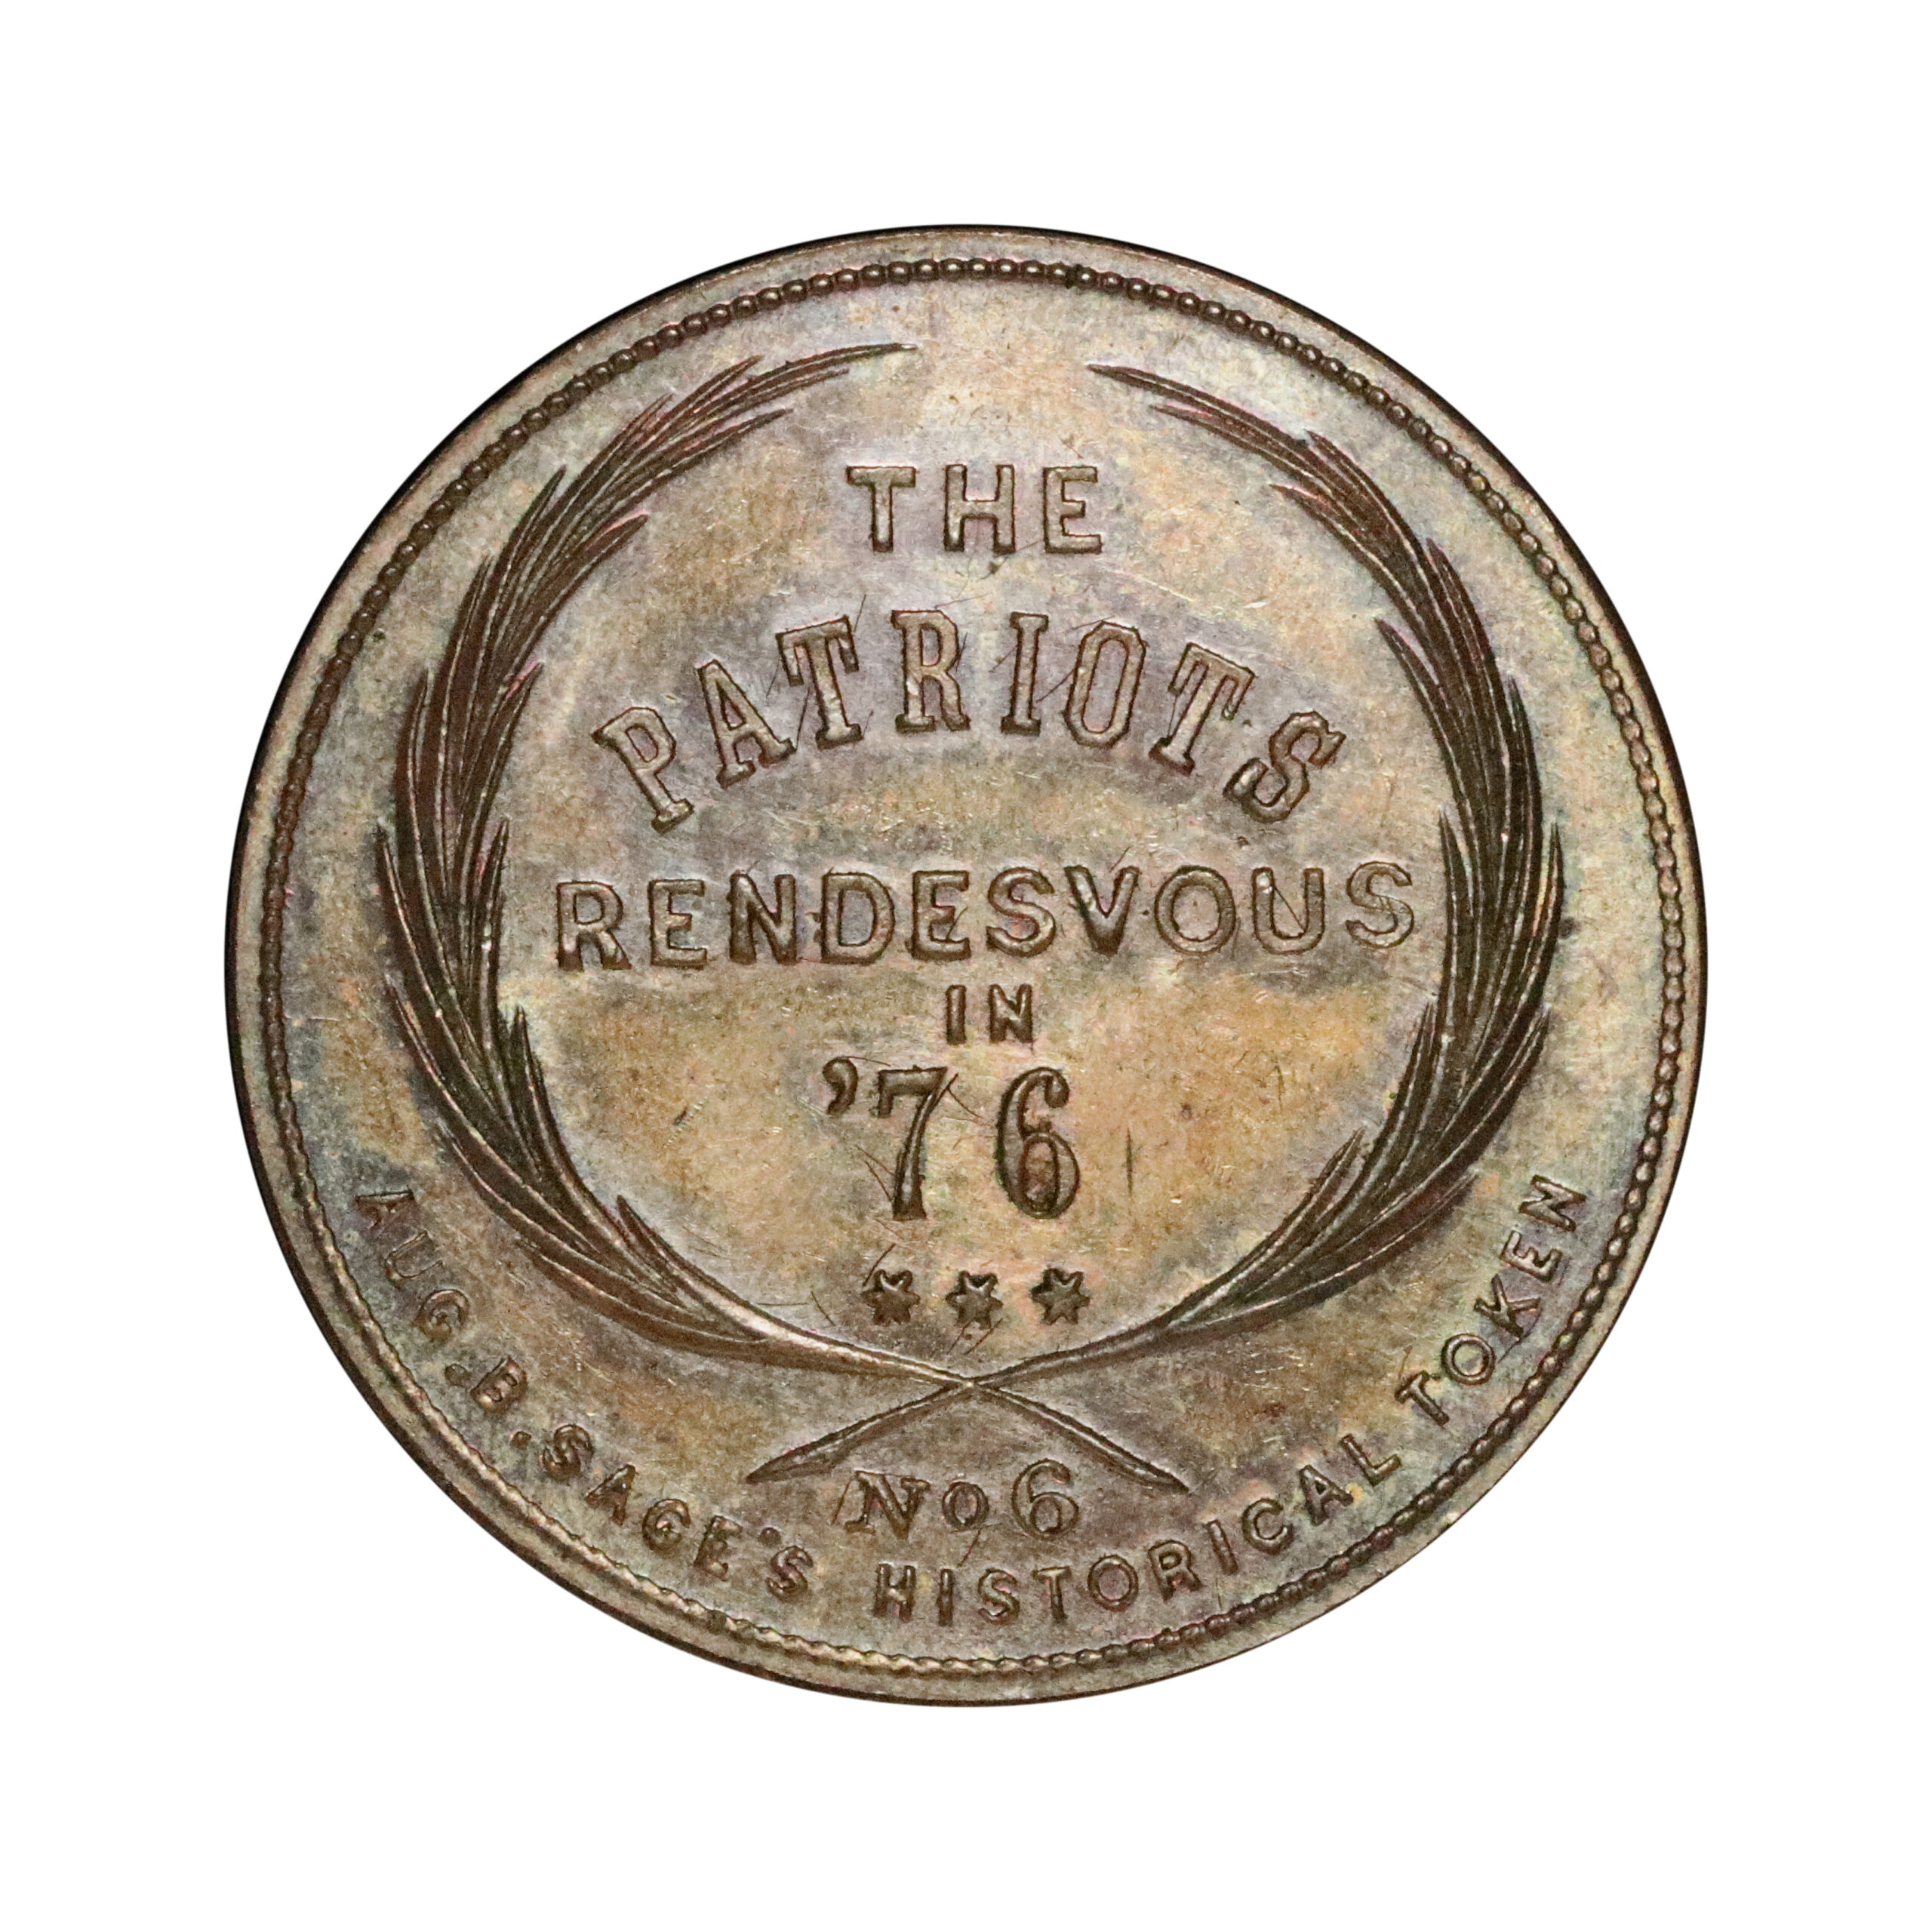 THE
PATRIOTS
RENDESVOUS
IN
'76
No 6
AUG. B. SAGE'S HISTORICAL TOKEN